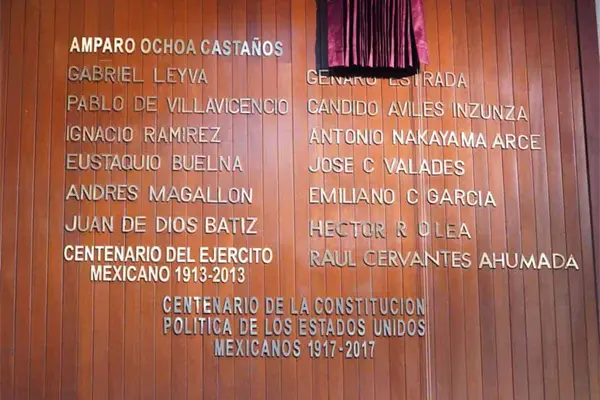 AMPARO OCHOA CASTAÑOS
GABRIEL LEYVA
PABLO DE VILLAVICENCIO
IGNACIO RAMIREZ
EUSTAQUIO BUELNA
ANDRES MAGALLON
JUAN DE DIOS BATIZ
CENTENARIO DEL EJERCITO
MEXICANO 1913-2013
GENARO ESTRADA
CANDIDO AVILES INZUNZA
ANTONIO NAKAYAMA ARCE
JOSE C VALADES
EMILIANO C GARCIA
HECTOR R OLEA
RAUL CERVANTES AHUMADA
CENTENARIO DE LA CONSTITUCION
POLÍTICA DE LOS ESTADOS UNIDOS
MEXICANOS 1917-2017